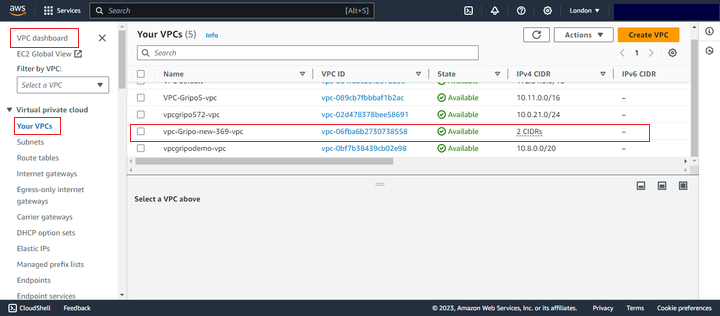 aws
Services
Search
[Alt+S]
London
VPC dashboard
EC2 Global View
Filter by VPC:
Select a VPC
Virtual private cloud
Your VPCs
Subnets
Route tables
Internet gateways
Egress-only internet
gateways
Carrier gateways
DHCP option sets
Elastic IPs
Managed prefix lists
Endpoints
Endpoint services
Your VPCs (5)
Info
Actions
Create VPC
Search
1
Name
VPC ID
State
IPv4 CIDR
IPv6 CIDR
VPC-Gripo5-vpc
vpc-089cb7fbbbaf1b2ac
Available
10.11.0.0/16
–
vpcgripo572-vpc
vpc-02d478378bee58691
Available
10.0.21.0/24
–
vpc-Gripo-new-369-vpc
vpc-06fba6b2730738558
Available
2 CIDRs
–
vpcgripodemo-vpc
vpc-0bf7b38439cb02e98
Available
10.8.0.0/20
–
Select a VPC above
CloudShell
Feedback
© 2023, Amazon Web Services, Inc. or its affiliates.
Privacy
Terms
Cookie preferences